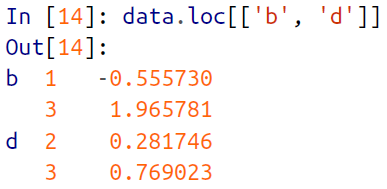 In [14]: data.loc[['b', 'd']]
Out[14]:
b  1   -0.555730
   3    1.965781
d  2    0.281746
   3    0.769023